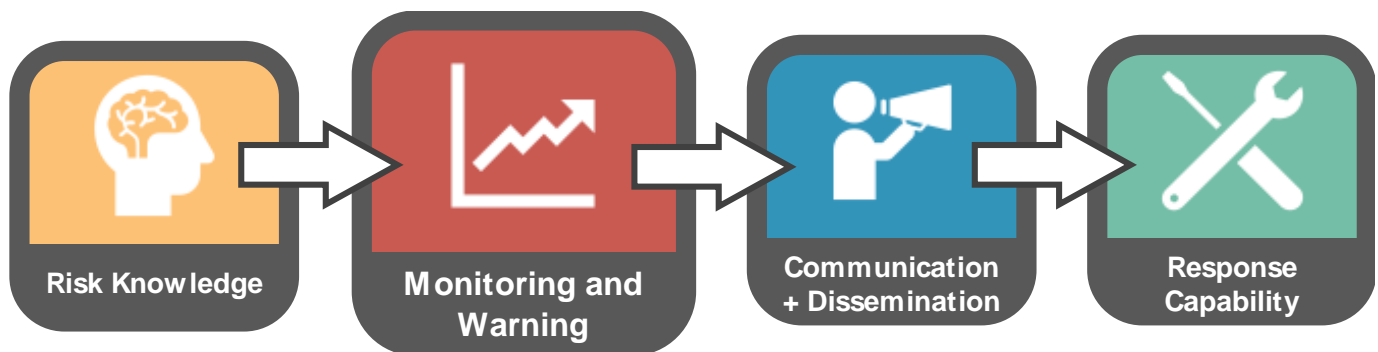 Risk Knowledge
Monitoring and
Warning
Communication
+ Dissemination
Response
Capability